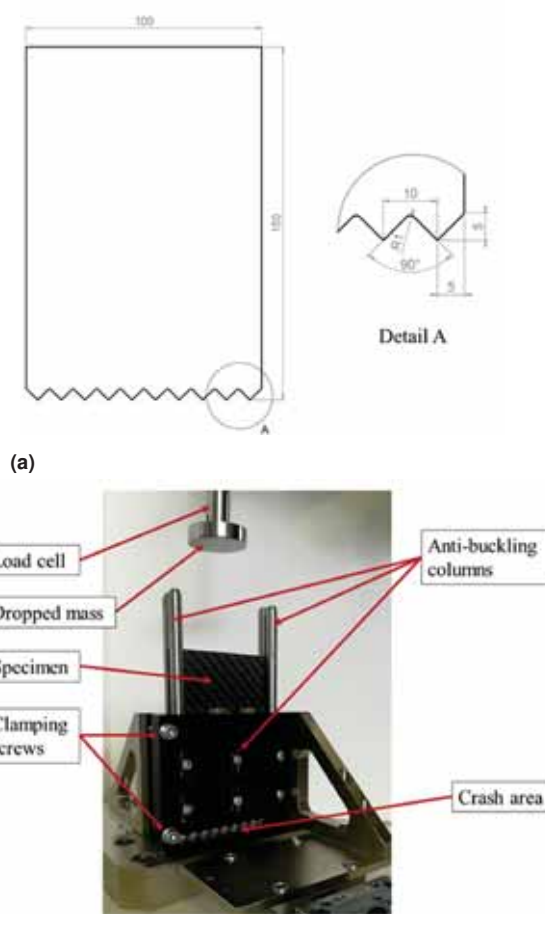 100
150
10
R1
90°
5
5
Detail A
A
(a)
Load cell
Dropped mass
Specimen
Clamping
crews
Anti-buckling
columns
Crash area